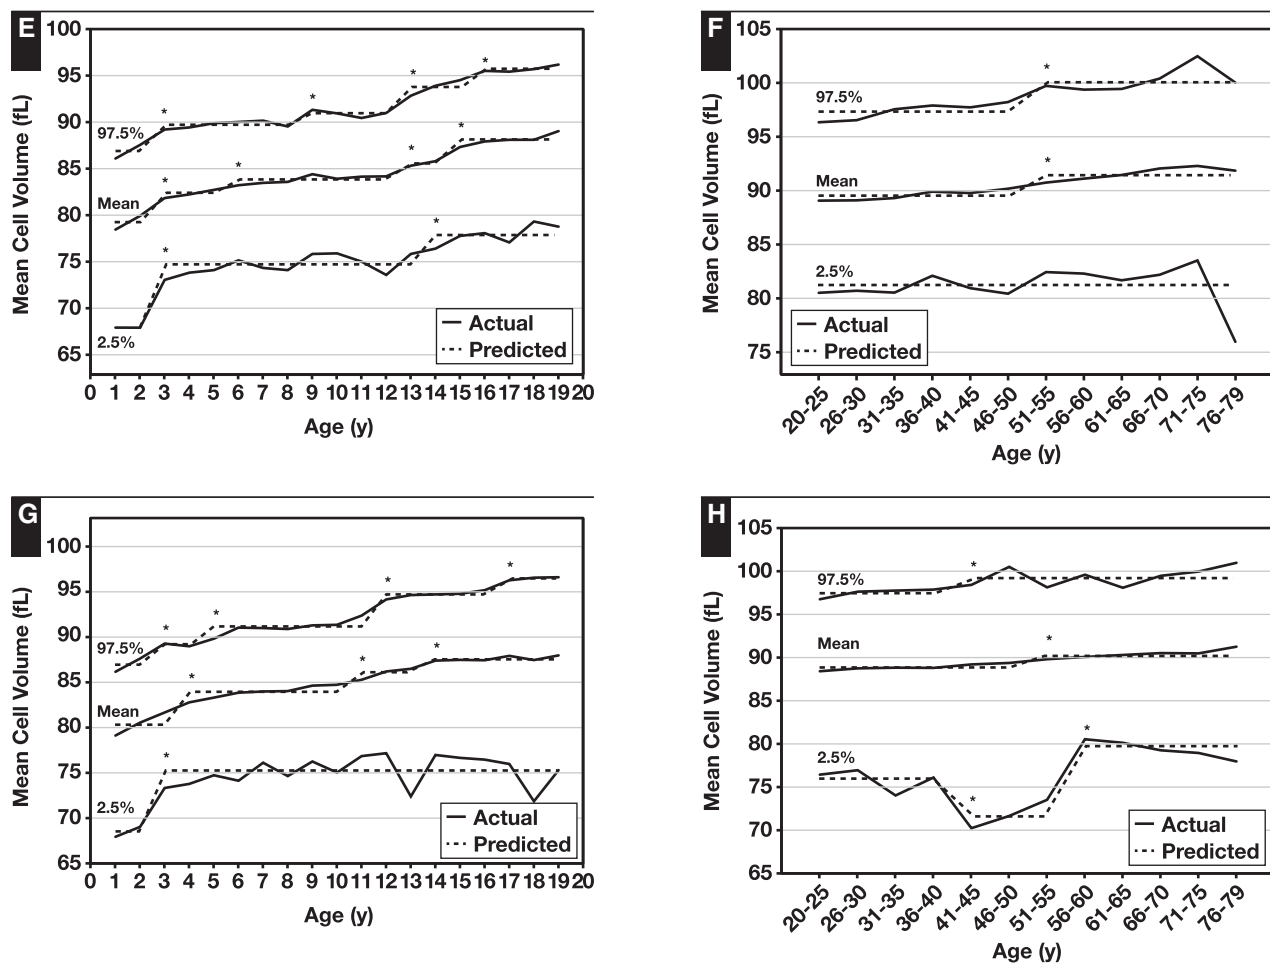 E
100
95
90
85
80
75
70
65
Mean Cell Volume (fL)
97.5%
Mean
2.5%
* * * *
* * * *
* *
Actual
Predicted
0 1 2 3 4 5 6 7 8 9 10 11 12 13 14 15 16 17 18 19 20
Age (y)
F
105
100
95
90
85
80
75
Mean Cell Volume (fL)
97.5%
Mean
2.5%
*
*
Actual
Predicted
20-25 26-30 31-35 36-40 41-45 46-50 51-55 56-60 61-65 66-70 71-75 76-79
Age (y)
G
100
95
90
85
80
75
70
65
Mean Cell Volume (fL)
97.5%
Mean
2.5%
* * * *
* * *
*
Actual
Predicted
0 1 2 3 4 5 6 7 8 9 10 11 12 13 14 15 16 17 18 19 20
Age (y)
H
105
100
95
90
85
80
75
70
65
Mean Cell Volume (fL)
97.5%
Mean
2.5%
*
*
* *
Actual
Predicted
20-25 26-30 31-35 36-40 41-45 46-50 51-55 56-60 61-65 66-70 71-75 76-79
Age (y)